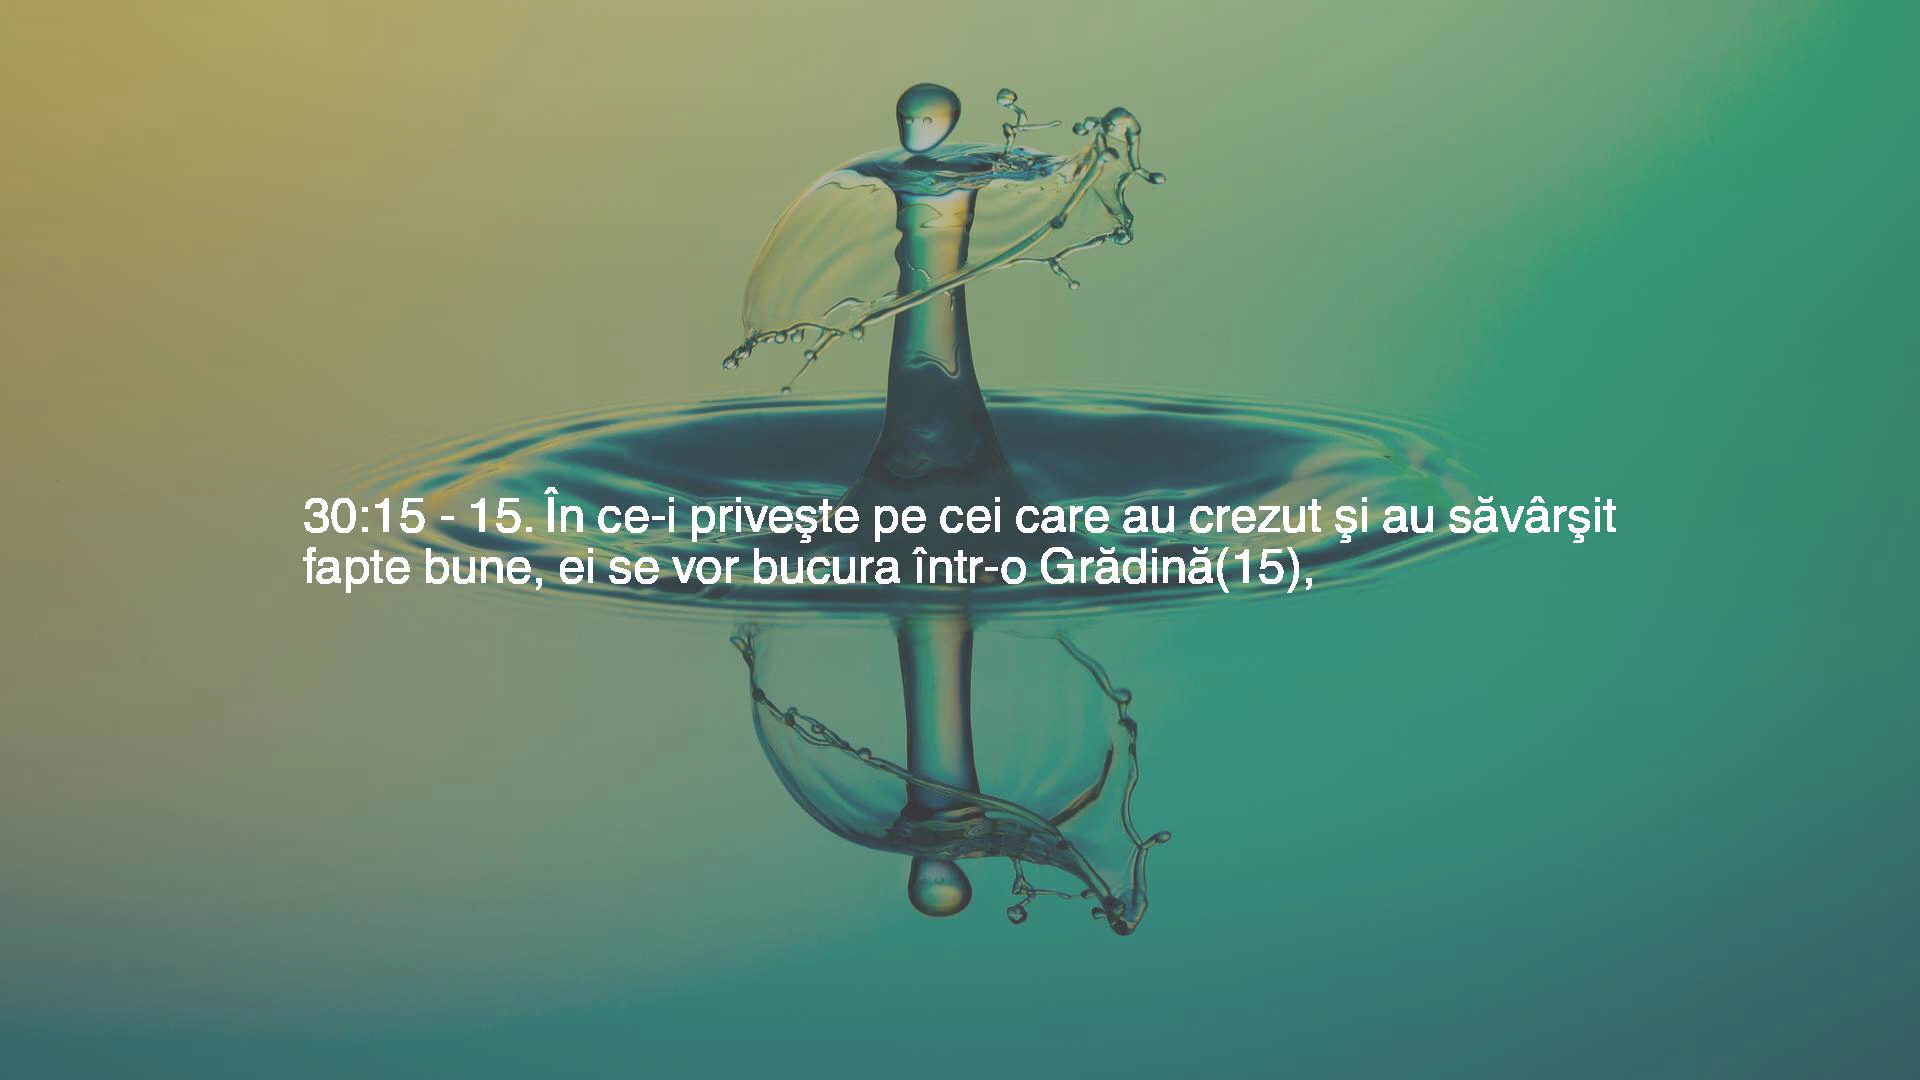 30:15 - 15. În ce-i priveşte pe cei care au crezut şi au săvârşit
fapte bune, ei se vor bucura într-o Grădină(15),